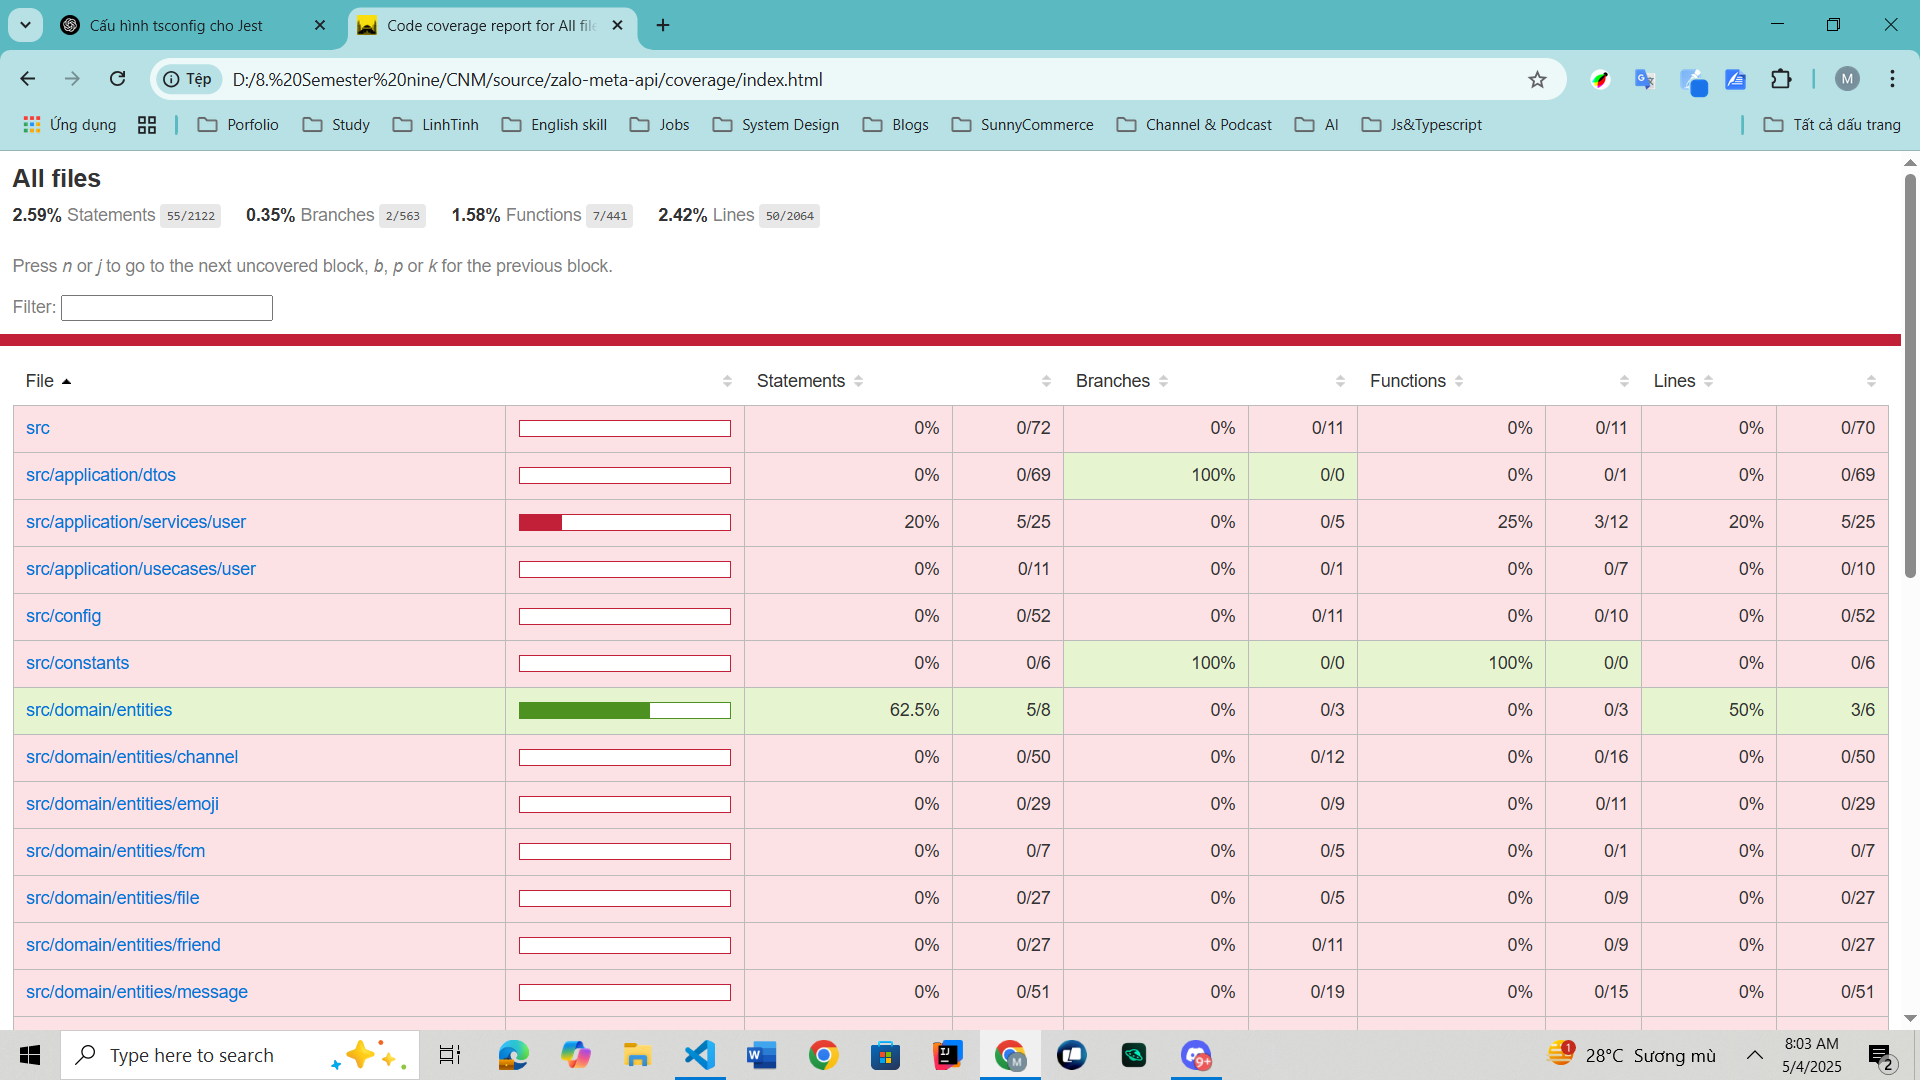 Cấu hình tsconfig cho Jest
Code coverage report for All file
Tệp
D:/8.%20Semester%20nine/CNM/source/zalo-meta-api/coverage/index.html
M
Ứng dụng
Porfolio
Study
LinhTinh
English skill
Jobs
System Design
Blogs
SunnyCommerce
Channel & Podcast
AI
Js&Typescript
Tất cả dấu trang
All files
2.59% Statements 55/2122 0.35% Branches 2/563 1.58% Functions 7/441 2.42% Lines 50/2064
Press n or j to go to the next uncovered block, b, p or k for the previous block.
Filter:
File Statements Branches Functions Lines
src 0% 0/72 0% 0/11 0% 0/11 0% 0/70
src/application/dtos 0% 0/69 100% 0/0 0% 0/1 0% 0/69
src/application/services/user 20% 5/25 0% 0/5 25% 3/12 20% 5/25
src/application/usecases/user 0% 0/11 0% 0/1 0% 0/7 0% 0/10
src/config 0% 0/52 0% 0/11 0% 0/10 0% 0/52
src/constants 0% 0/6 100% 0/0 100% 0/0 0% 0/6
src/domain/entities 62.5% 5/8 0% 0/3 0% 0/3 50% 3/6
src/domain/entities/channel 0% 0/50 0% 0/12 0% 0/16 0% 0/50
src/domain/entities/emoji 0% 0/29 0% 0/9 0% 0/11 0% 0/29
src/domain/entities/fcm 0% 0/7 0% 0/5 0% 0/1 0% 0/7
src/domain/entities/file 0% 0/27 0% 0/5 0% 0/9 0% 0/27
src/domain/entities/friend 0% 0/27 0% 0/11 0% 0/9 0% 0/27
src/domain/entities/message 0% 0/51 0% 0/19 0% 0/15 0% 0/51
Type here to search
9+
1
28°C Sương mù
8:03 AM
5/4/2025
2